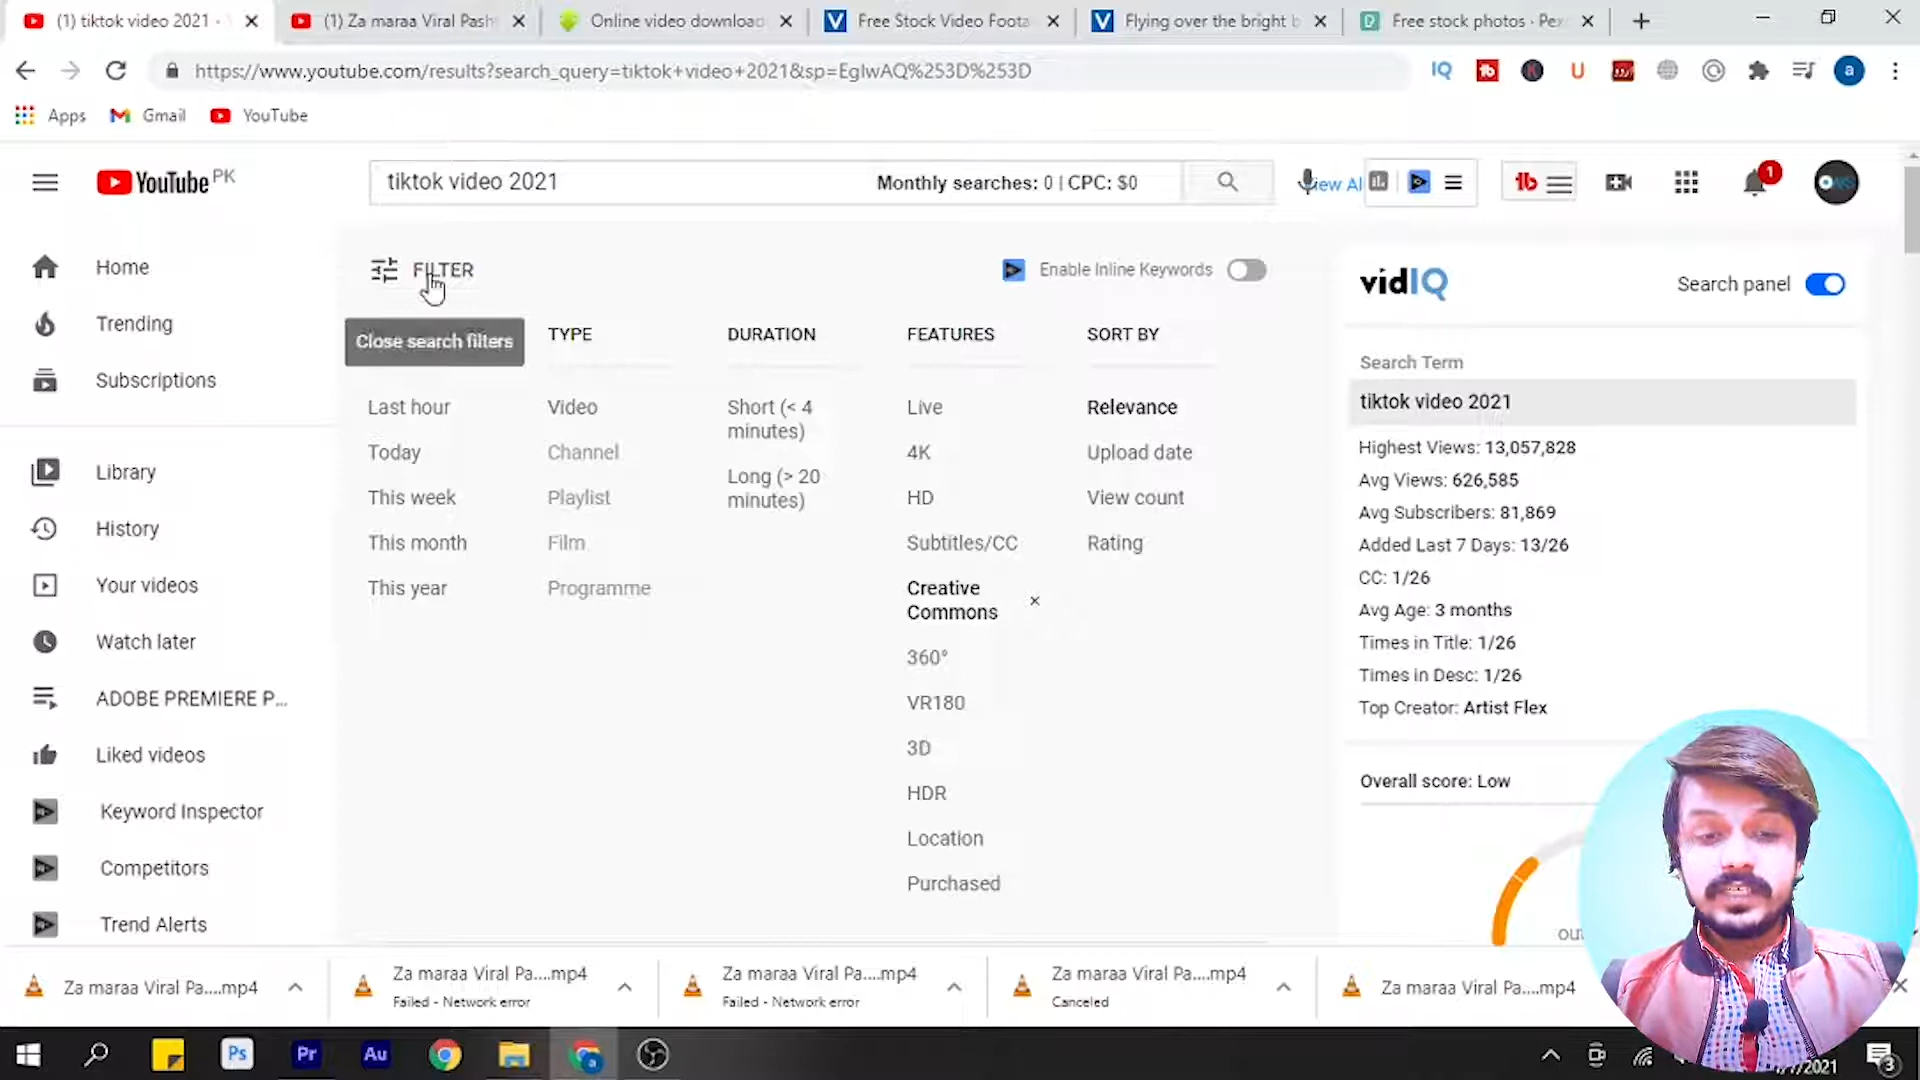 (1) tiktok video 2021 -
(1) Za maraa Viral Pash
Online video download
Free Stock Video Foota
Flying over the bright b
Free stock photos · Pex
https://www.youtube.com/results?search_query=tiktok+video+2021&sp=EgIwAQ%253D%253D
IQ
a
Apps
Gmail
YouTube
YouTube PK
tiktok video 2021
Monthly searches: 0 | CPC: $0
iew Al
1
Home
Trending
Subscriptions
Library
History
Your videos
Watch later
ADOBE PREMIERE P...
Liked videos
Keyword Inspector
Competitors
Trend Alerts
FILTER
Enable Inline Keywords
Close search filters
Last hour
Today
This week
This month
This year
TYPE
Video
Channel
Playlist
Film
Programme
DURATION
Short (< 4
minutes)
Long (> 20
minutes)
FEATURES
Live
4K
HD
Subtitles/CC
Creative
Commons
360°
VR180
3D
HDR
Location
Purchased
SORT BY
Relevance
Upload date
View count
Rating
vidIQ
Search panel
Search Term
tiktok video 2021
Highest Views: 13,057,828
Avg Views: 626,585
Avg Subscribers: 81,869
Added Last 7 Days: 13/26
CC: 1/26
Avg Age: 3 months
Times in Title: 1/26
Times in Desc: 1/26
Top Creator: Artist Flex
Overall score: Low
Za maraa Viral Pa....mp4
Za maraa Viral Pa....mp4
Failed - Network error
Za maraa Viral Pa....mp4
Failed - Network error
Za maraa Viral Pa....mp4
Canceled
Za maraa Viral Pa....mp4
Ps
Pr
Au
a
3